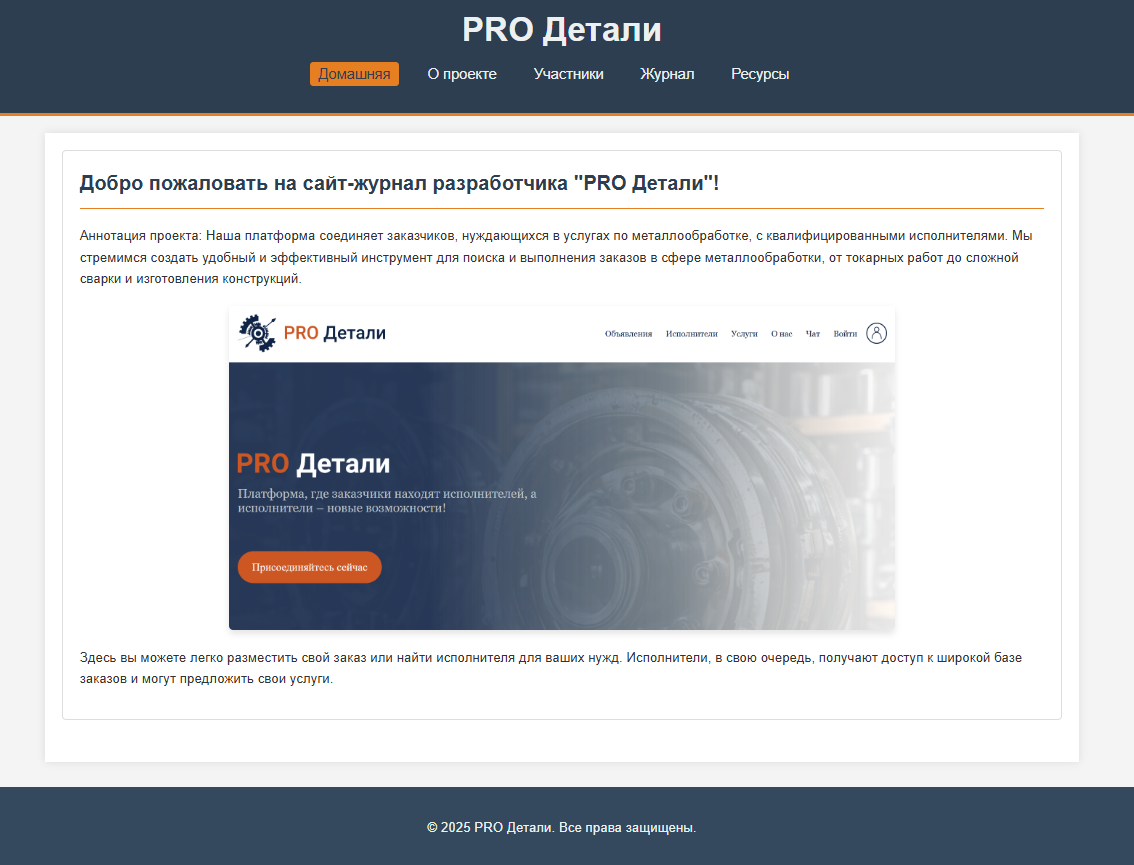 PRO Детали
Домашняя О проекте Участники Журнал Ресурсы
Добро пожаловать на сайт-журнал разработчика "PRO Детали"!
Аннотация проекта: Наша платформа соединяет заказчиков, нуждающихся в услугах по металлообработке, с квалифицированными исполнителями. Мы
стремимся создать удобный и эффективный инструмент для поиска и выполнения заказов в сфере металлообработки, от токарных работ до сложной
сварки и изготовления конструкций.
PRO Детали Объявления Исполнители Услуги О нас Чат Войти
PRO Детали
Платформа, где заказчики находят исполнителей, а
исполнители – новые возможности!
Присоединяйтесь сейчас
Здесь вы можете легко разместить свой заказ или найти исполнителя для ваших нужд. Исполнители, в свою очередь, получают доступ к широкой базе
заказов и могут предложить свои услуги.
© 2025 PRO Детали. Все права защищены.